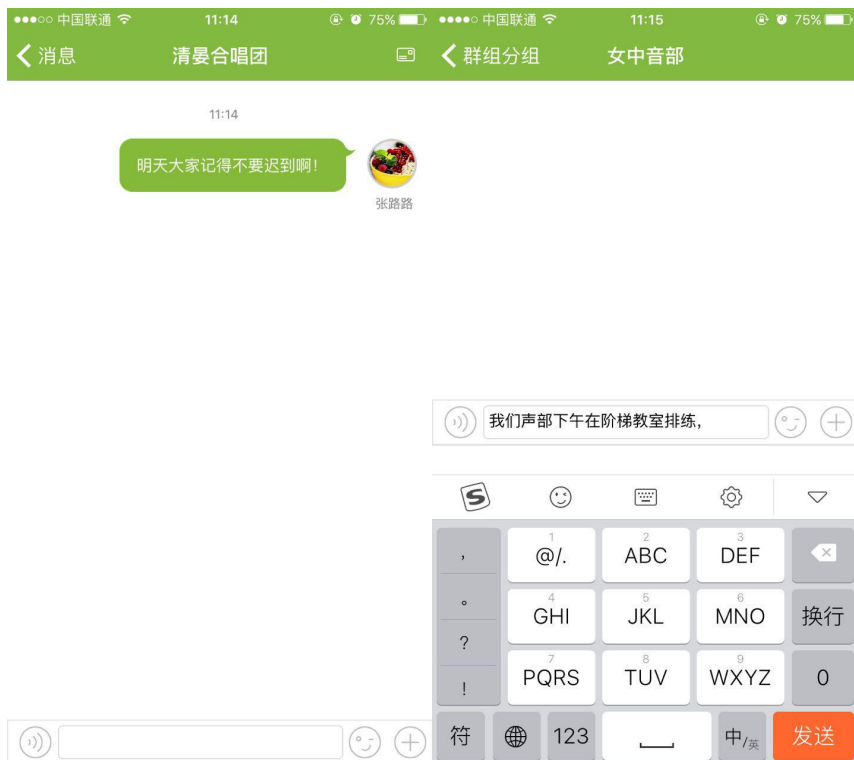 中国联通 11:14 75%
消息 清晏合唱团
11:14
明天大家记得不要迟到啊!
张路路
中国联通 11:15 75%
群组分组 女中音部
我们声部下午在阶梯教室排练,
S
, 1 @/. 2 ABC 3 DEF
。 4 GHI 5 JKL 6 MNO 换行
?
! 7 PQRS 8 TUV 9 WXYZ 0
符 123 中/英 发送